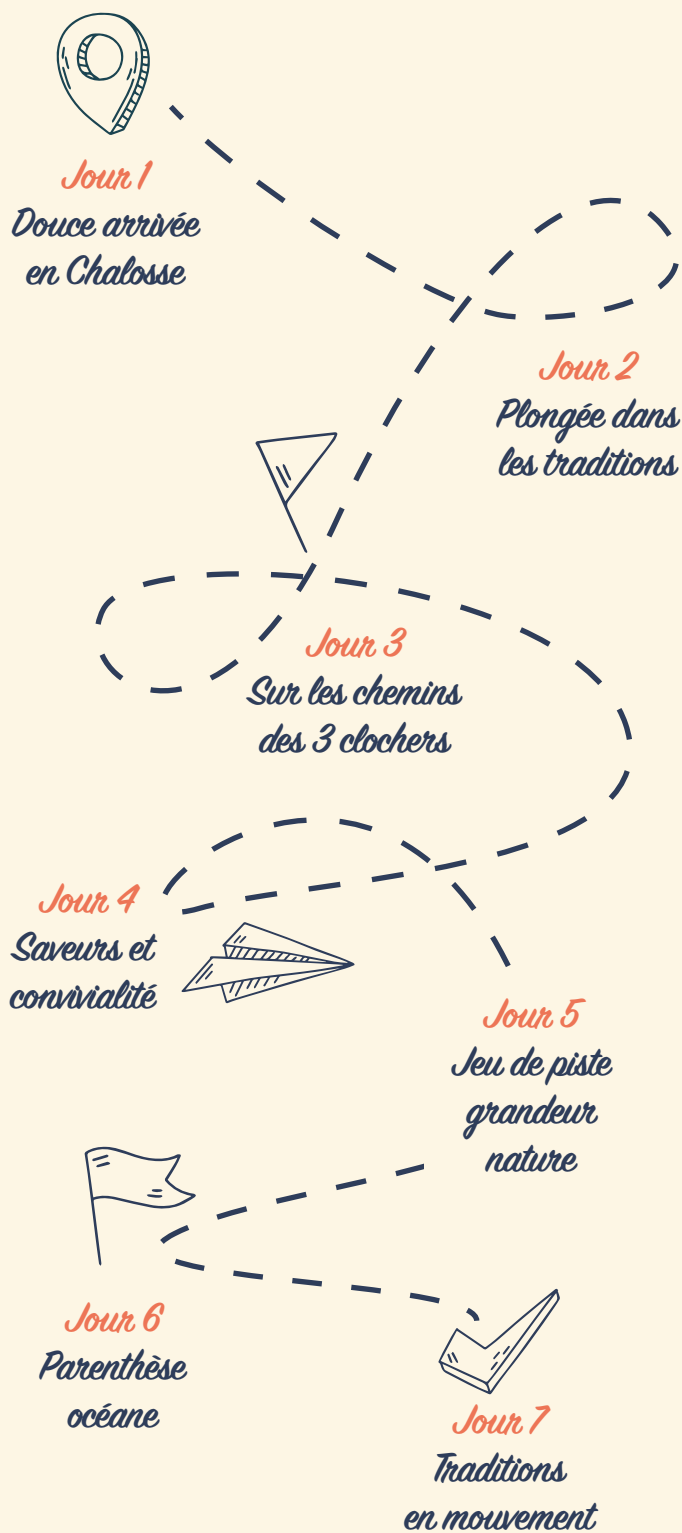 Jour 1
Douce arrivée
en Chalosse
Jour 2
Plongée dans
les traditions
Jour 3
Sur les chemins
des 3 clochers
Jour 4
Saveurs et
convivialité
Jour 5
Jeu de piste
grandeur
nature
Jour 6
Parenthèse
océane
Jour 7
Traditions
en mouvement